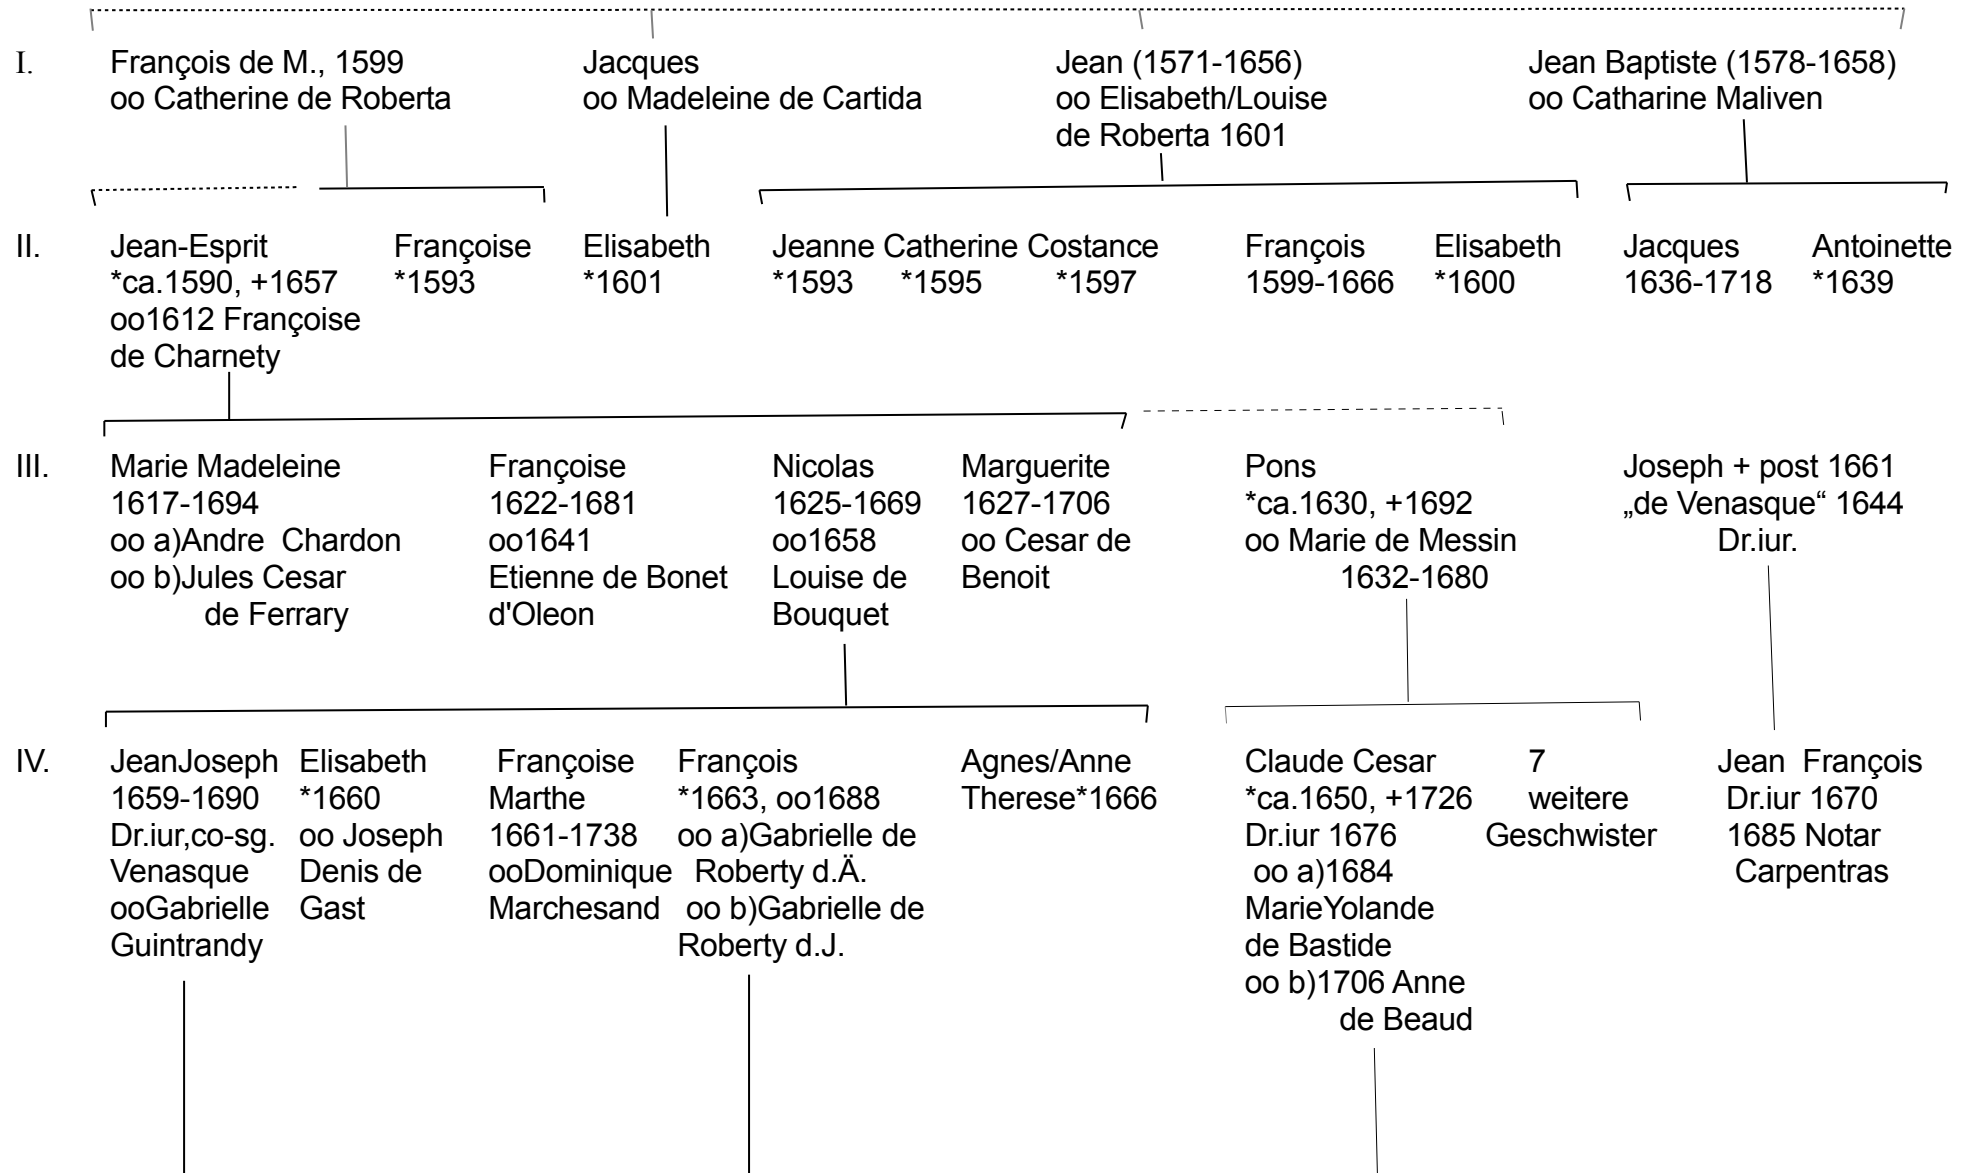 I.
François de M., 1599
oo Catherine de Roberta
Jacques
oo Madeleine de Cartida
Jean (1571-1656)
oo Elisabeth/Louise
de Roberta 1601
Jean Baptiste (1578-1658)
oo Catharine Maliven
II.
Jean-Esprit
*ca.1590, +1657
oo1612 Françoise
de Charnety
Françoise
*1593
Elisabeth
*1601
Jeanne Catherine Costance
*1593 *1595 *1597
François
1599-1666
Elisabeth
*1600
Jacques
1636-1718
Antoinette
*1639
III.
Marie Madeleine
1617-1694
oo a)Andre Chardon
oo b)Jules Cesar
de Ferrary
Françoise
1622-1681
oo1641
Etienne de Bonet
d'Oleon
Nicolas
1625-1669
oo1658
Louise de
Bouquet
Marguerite
1627-1706
oo Cesar de
Benoit
Pons
*ca.1630, +1692
oo Marie de Messin
1632-1680
Joseph + post 1661
„de Venasque“ 1644
Dr.iur.
IV.
JeanJoseph
1659-1690
Dr.iur,co-sg.
Venasque
ooGabrielle
Guintrandy
Elisabeth
*1660
oo Joseph
Denis de
Gast
Françoise
Marthe
1661-1738
ooDominique
Marchesand
François
*1663, oo1688
oo a)Gabrielle de
Roberty d.Ä.
oo b)Gabrielle de
Roberty d.J.
Agnes/Anne
Therese*1666
Claude Cesar
*ca.1650, +1726
Dr.iur 1676
oo a)1684
MarieYolande
de Bastide
oo b)1706 Anne
de Beaud
7
weitere
Geschwister
Jean François
Dr.iur 1670
1685 Notar
Carpentras